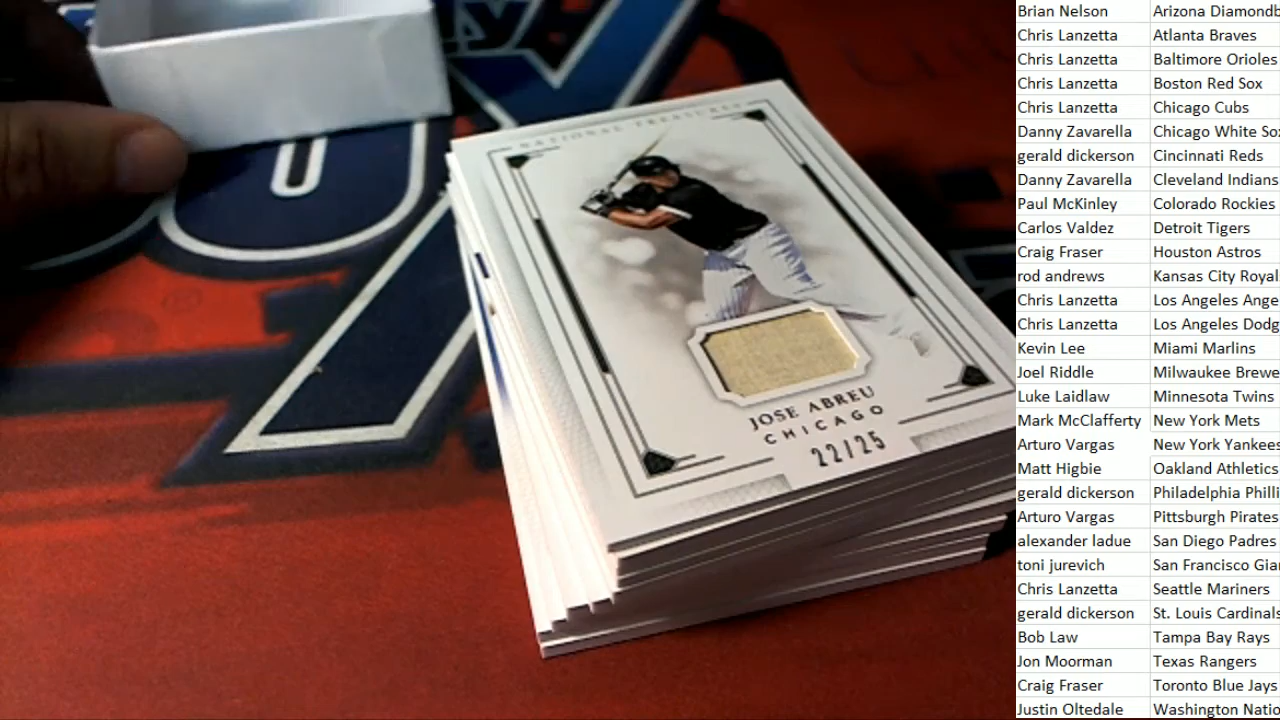 NATIONAL TREASURES
JOSE ABREU
CHICAGO
22/25
Brian Nelson Arizona Diamondb
Chris Lanzetta Atlanta Braves
Chris Lanzetta Baltimore Orioles
Chris Lanzetta Boston Red Sox
Chris Lanzetta Chicago Cubs
Danny Zavarella Chicago White So
gerald dickerson Cincinnati Reds
Danny Zavarella Cleveland Indians
Paul McKinley Colorado Rockies
Carlos Valdez Detroit Tigers
Craig Fraser Houston Astros
rod andrews Kansas City Royal
Chris Lanzetta Los Angeles Ange
Chris Lanzetta Los Angeles Dodg
Kevin Lee Miami Marlins
Joel Riddle Milwaukee Brewe
Luke Laidlaw Minnesota Twins
Mark McClafferty New York Mets
Arturo Vargas New York Yankees
Matt Higbie Oakland Athletics
gerald dickerson Philadelphia Philli
Arturo Vargas Pittsburgh Pirates
alexander ladue San Diego Padres
toni jurevich San Francisco Gia
Chris Lanzetta Seattle Mariners
gerald dickerson St. Louis Cardinals
Bob Law Tampa Bay Rays
Jon Moorman Texas Rangers
Craig Fraser Toronto Blue Jays
Justin Oltedale Washington Natio